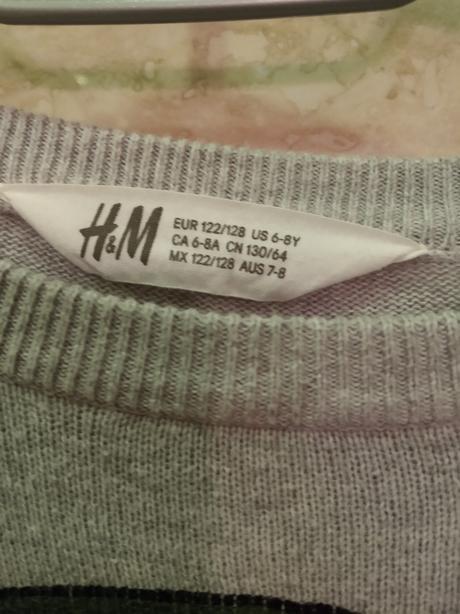 H&M
EUR 122/128 US 6-8Y
CA 6-8A CN 130/64
MX 122/128 AUS 7-8